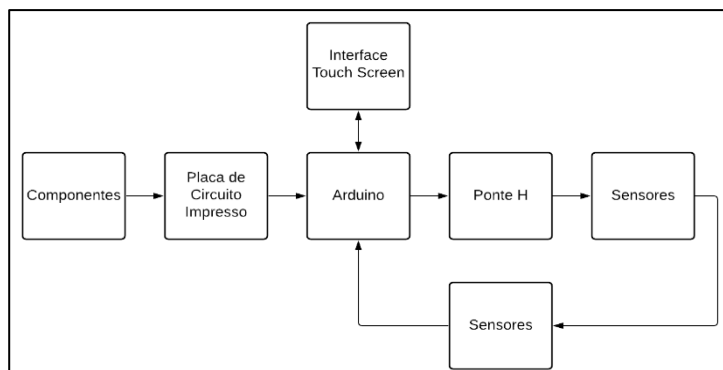 Interface
Touch Screen
Componentes
Placa de
Circuito
Impresso
Arduino
Ponte H
Sensores
Sensores